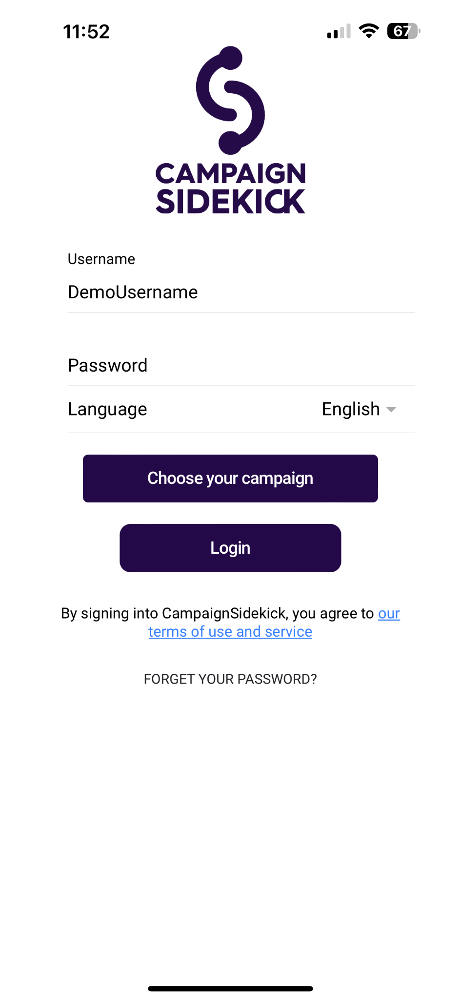 11:52
67
CAMPAIGN
SIDEKICK
Username
DemoUsername
Password
Language English
Choose your campaign
Login
By signing into CampaignSidekick, you agree to our
terms of use and service
FORGET YOUR PASSWORD?